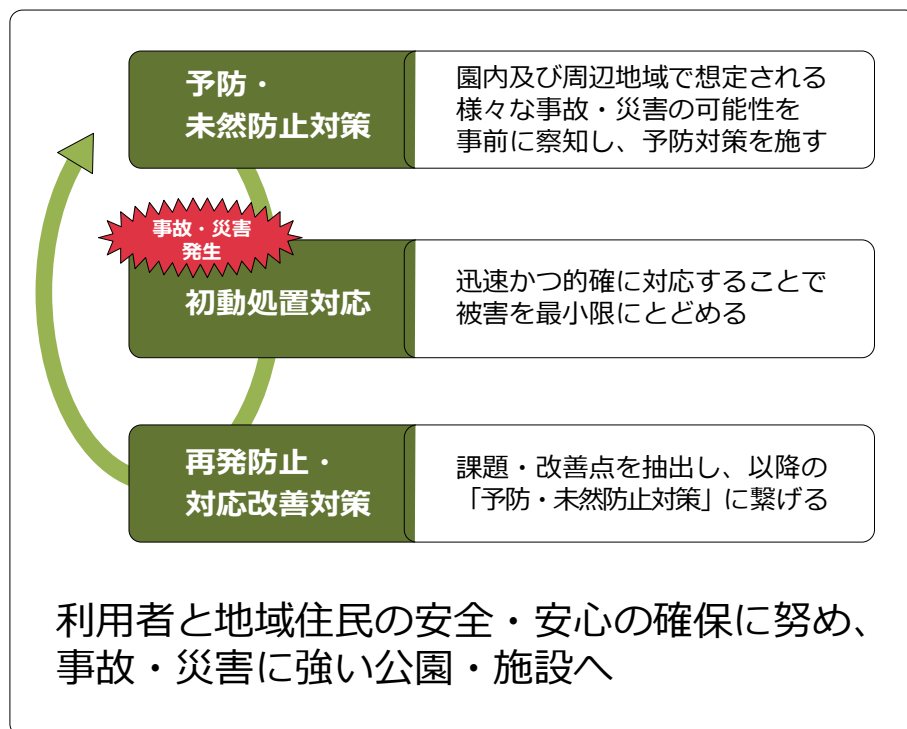 予防・
未然防止対策
園内及び周辺地域で想定される
様々な事故・災害の可能性を
事前に察知し、予防対策を施す
事故・災害
発生
初動処置対応
迅速かつ的確に対応することで
被害を最小限にとどめる
再発防止・
対応改善対策
課題・改善点を抽出し、以降の
「予防・未然防止対策」に繋げる
利用者と地域住民の安全・安心の確保に努め、
事故・災害に強い公園・施設へ